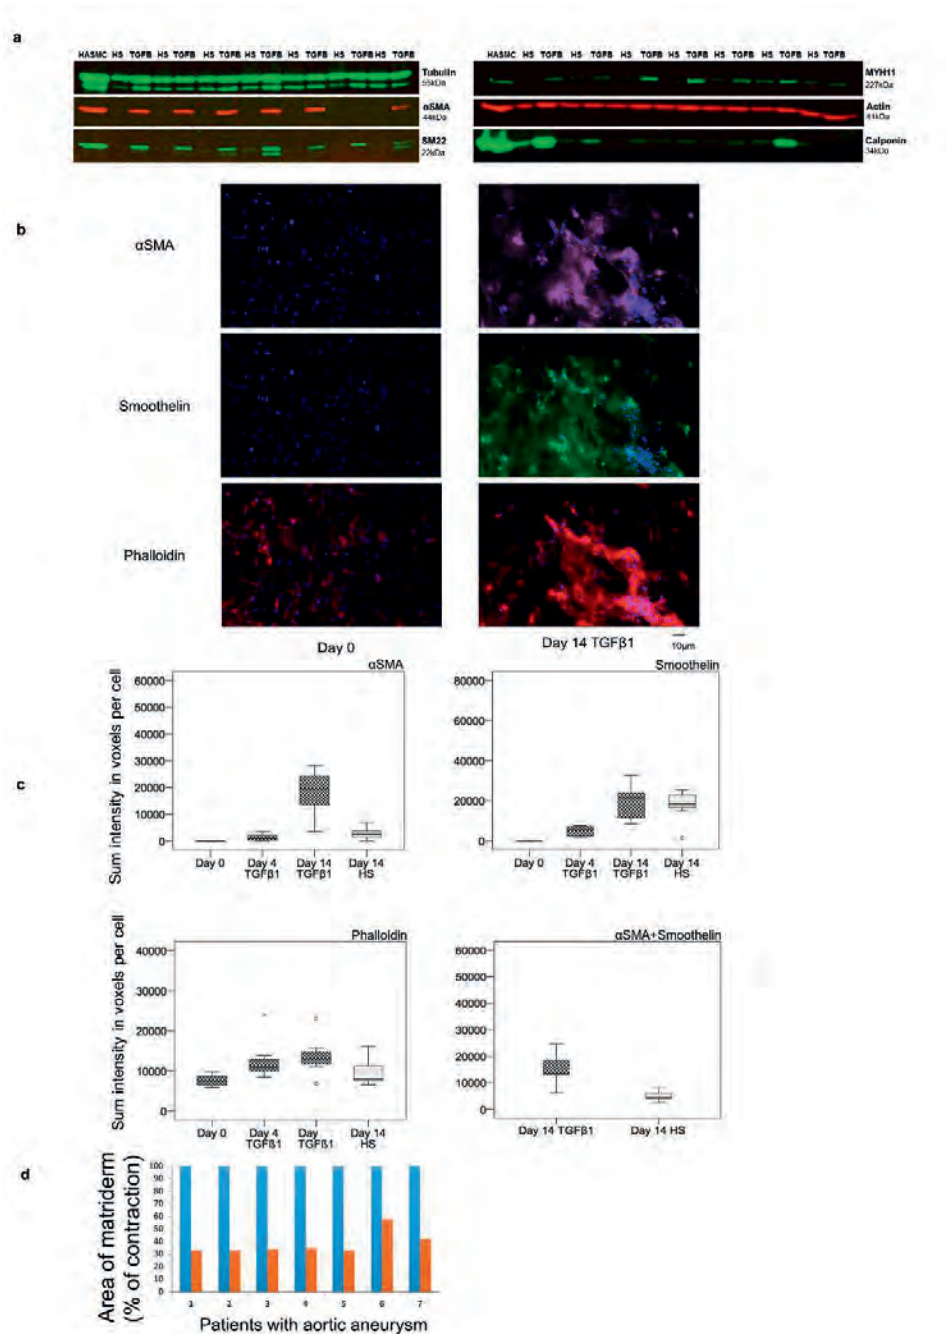 a
HASMC HS TGFB HS TGFB HS TGFB HS TGFB HS TGFB HS TGFB HS TGFB
Tubulin
55kDa
αSMA
44kDa
SM22
22kDa
HASMC HS TGFB HS TGFB HS TGFB HS TGFB HS TGFB HS TGFB HS TGFB
MYH11
227kDa
Actin
41kDa
Calponin
34kDa
b
αSMA
Smoothelin
Phalloidin
Day 0
Day 14 TGFβ1
10μm
c
αSMA
Sum intensity in voxels per cell
60000
50000
40000
30000
20000
10000
0
Day 0
Day 4 TGFβ1
Day 14 TGFβ1
Day 14 HS
Smoothelin
80000
60000
40000
20000
0
Day 0
Day 4 TGFβ1
Day 14 TGFβ1
Day 14 HS
Phalloidin
Sum intensity in voxels per cell
40000
30000
20000
10000
0
Day 0
Day 4 TGFβ1
Day TGFβ1
Day 14 HS
αSMA+Smoothelin
60000
50000
40000
30000
20000
10000
0
Day 14 TGFβ1
Day 14 HS
d
Area of matriderm
(% of contraction)
100
90
80
70
60
50
40
30
20
10
0
1 2 3 4 5 6 7
Patients with aortic aneurysm